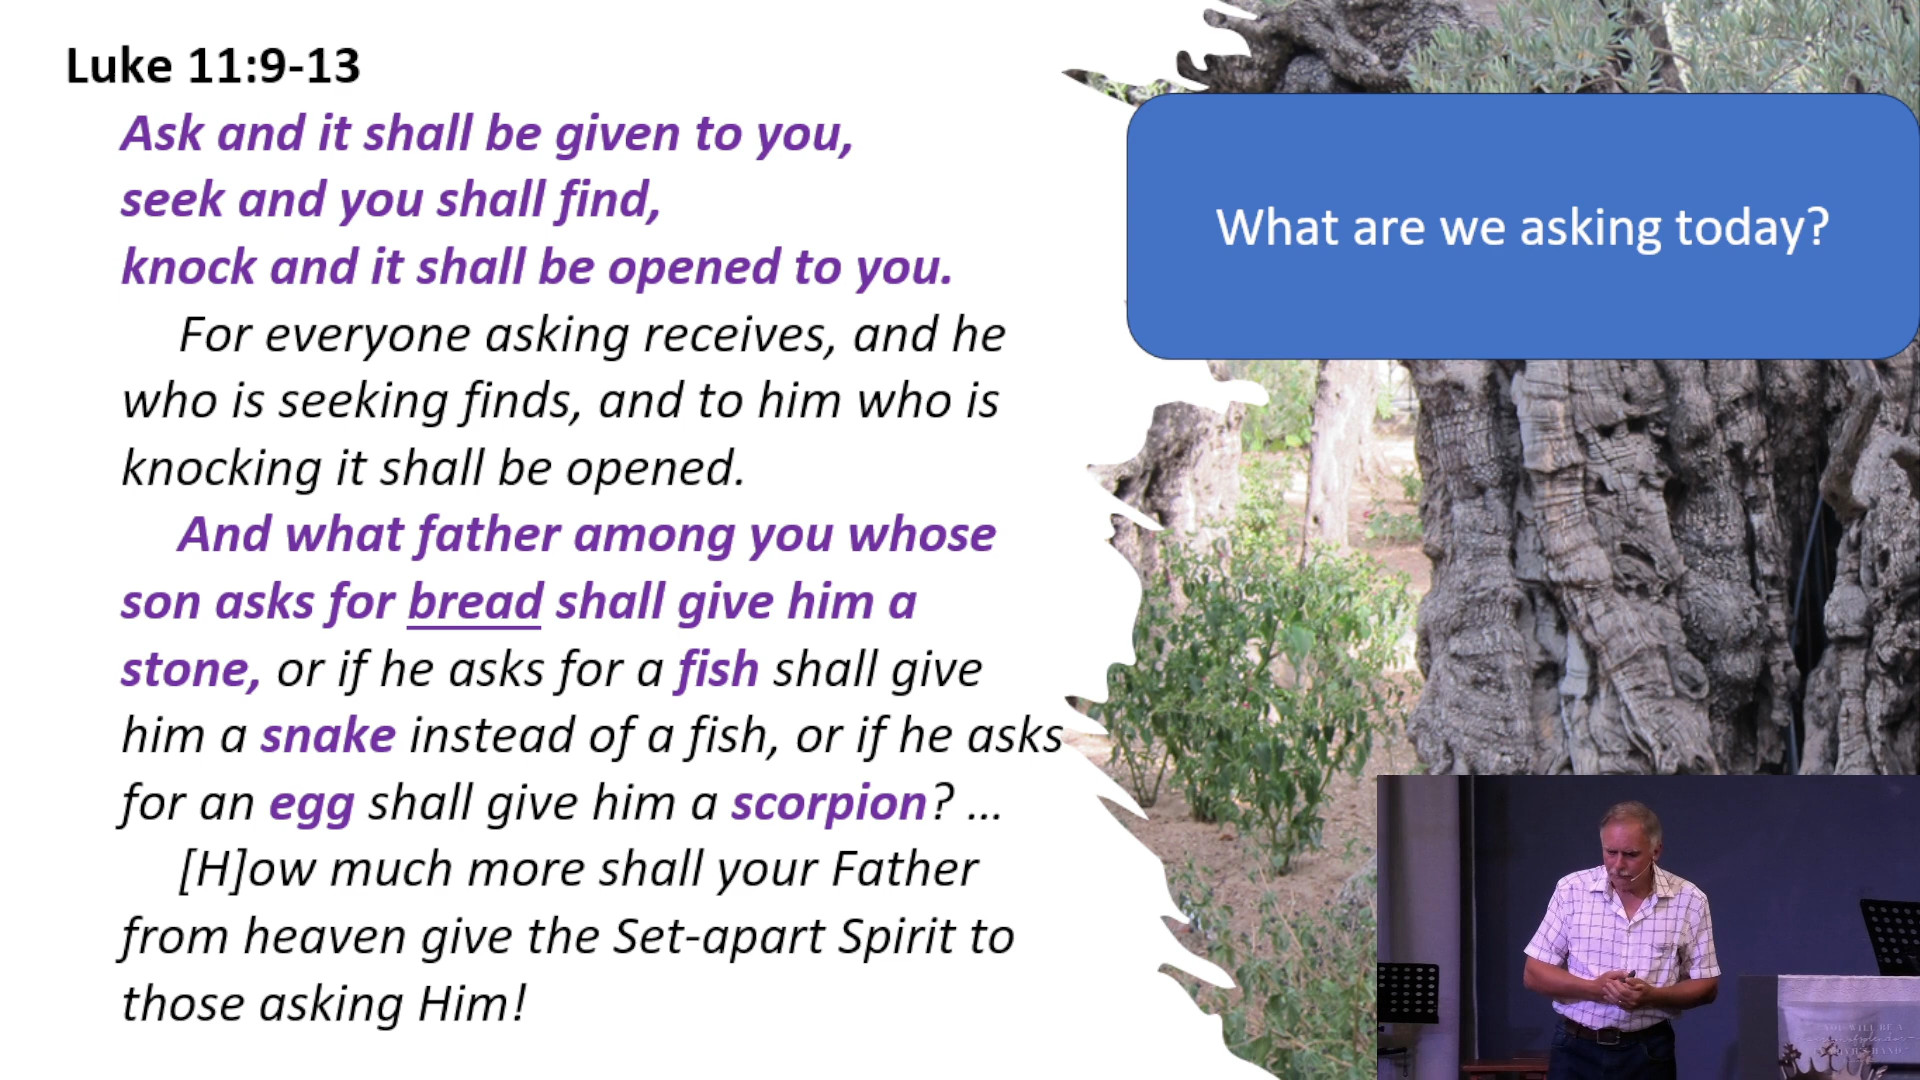 Luke 11:9-13
Ask and it shall be given to you,
seek and you shall find,
knock and it shall be opened to you.
For everyone asking receives, and he
who is seeking finds, and to him who is
knocking it shall be opened.
And what father among you whose
son asks for bread shall give him a
stone, or if he asks for a fish shall give
him a snake instead of a fish, or if he asks
for an egg shall give him a scorpion? ...
[H]ow much more shall your Father
from heaven give the Set-apart Spirit to
those asking Him!
What are we asking today?
YOU WILL BE A
HAND